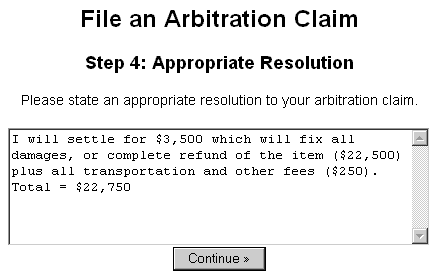 File an Arbitration Claim
Step 4: Appropriate Resolution
Please state an appropriate resolution to your arbitration claim.
I will settle for $3,500 which will fix all
damages, or complete refund of the item ($22,500)
plus all transportation and other fees ($250).
Total = $22,750
Continue »